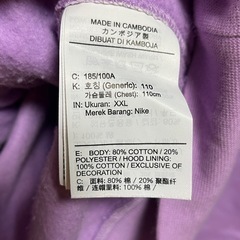 MADE IN CAMBODIA
カンボジア製
DIBUAT DI KAMBOJA
C: 185/100A
K: 호칭 (Generic): 110
가슴둘레 (Chest): 110cm
IN: Ukuran: XXL
Merek Barang: Nike
E: BODY: 80% COTTON / 20%
POLYESTER / HOOD LINING:
100% COTTON / EXCLUSIVE OF
DECORATION
C: 面料: 80% 棉 / 20% 聚酯纤
维 / 连帽里料: 100% 棉